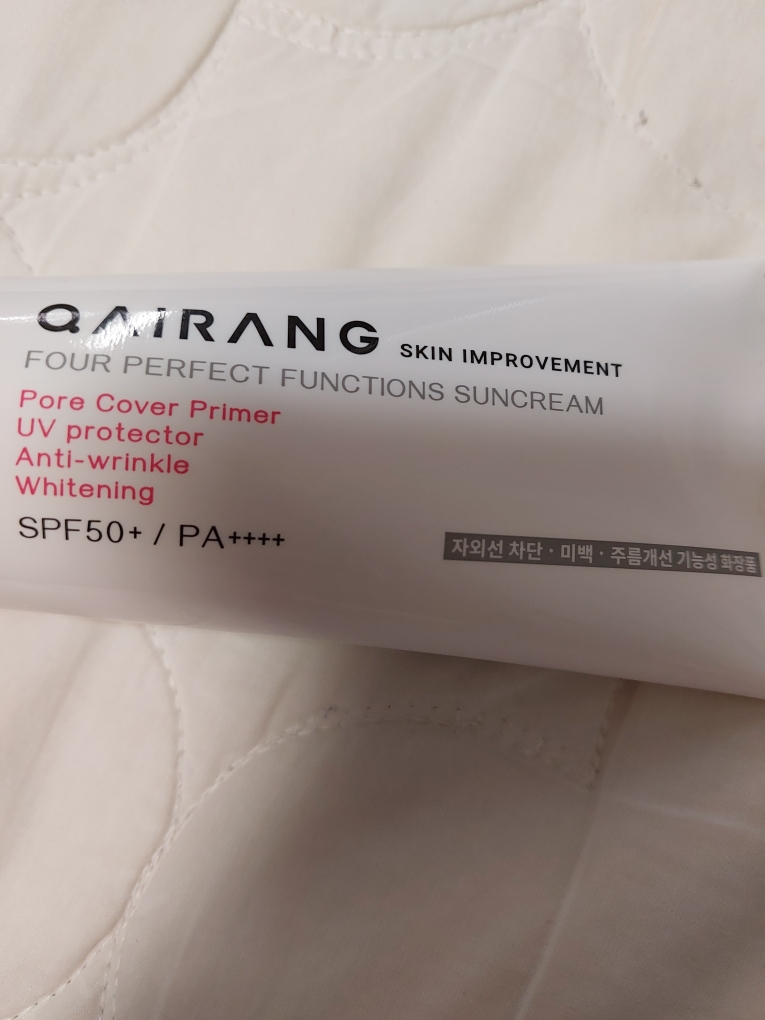 QAIRANG SKIN IMPROVEMENT
FOUR PERFECT FUNCTIONS SUNCREAM
Pore Cover Primer
UV protector
Anti-wrinkle
Whitening
SPF50+ / PA++++
자외선 차단 · 미백 · 주름개선 기능성 화장품